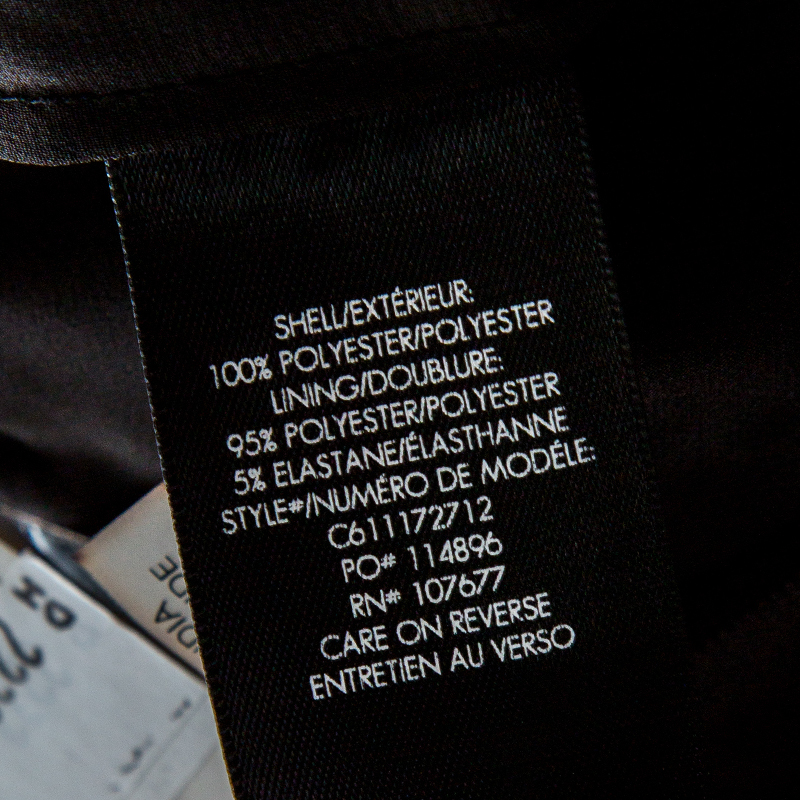 SHELL/EXTÉRIEUR:
100% POLYESTER/POLYESTER
LINING/DOUBLURE:
95% POLYESTER/POLYESTER
5% ELASTANE/ÉLASTHANNE
STYLE#/NUMÉRO DE MODÉLE:
C611172712
PO# 114896
RN# 107677
CARE ON REVERSE
ENTRETIEN AU VERSO